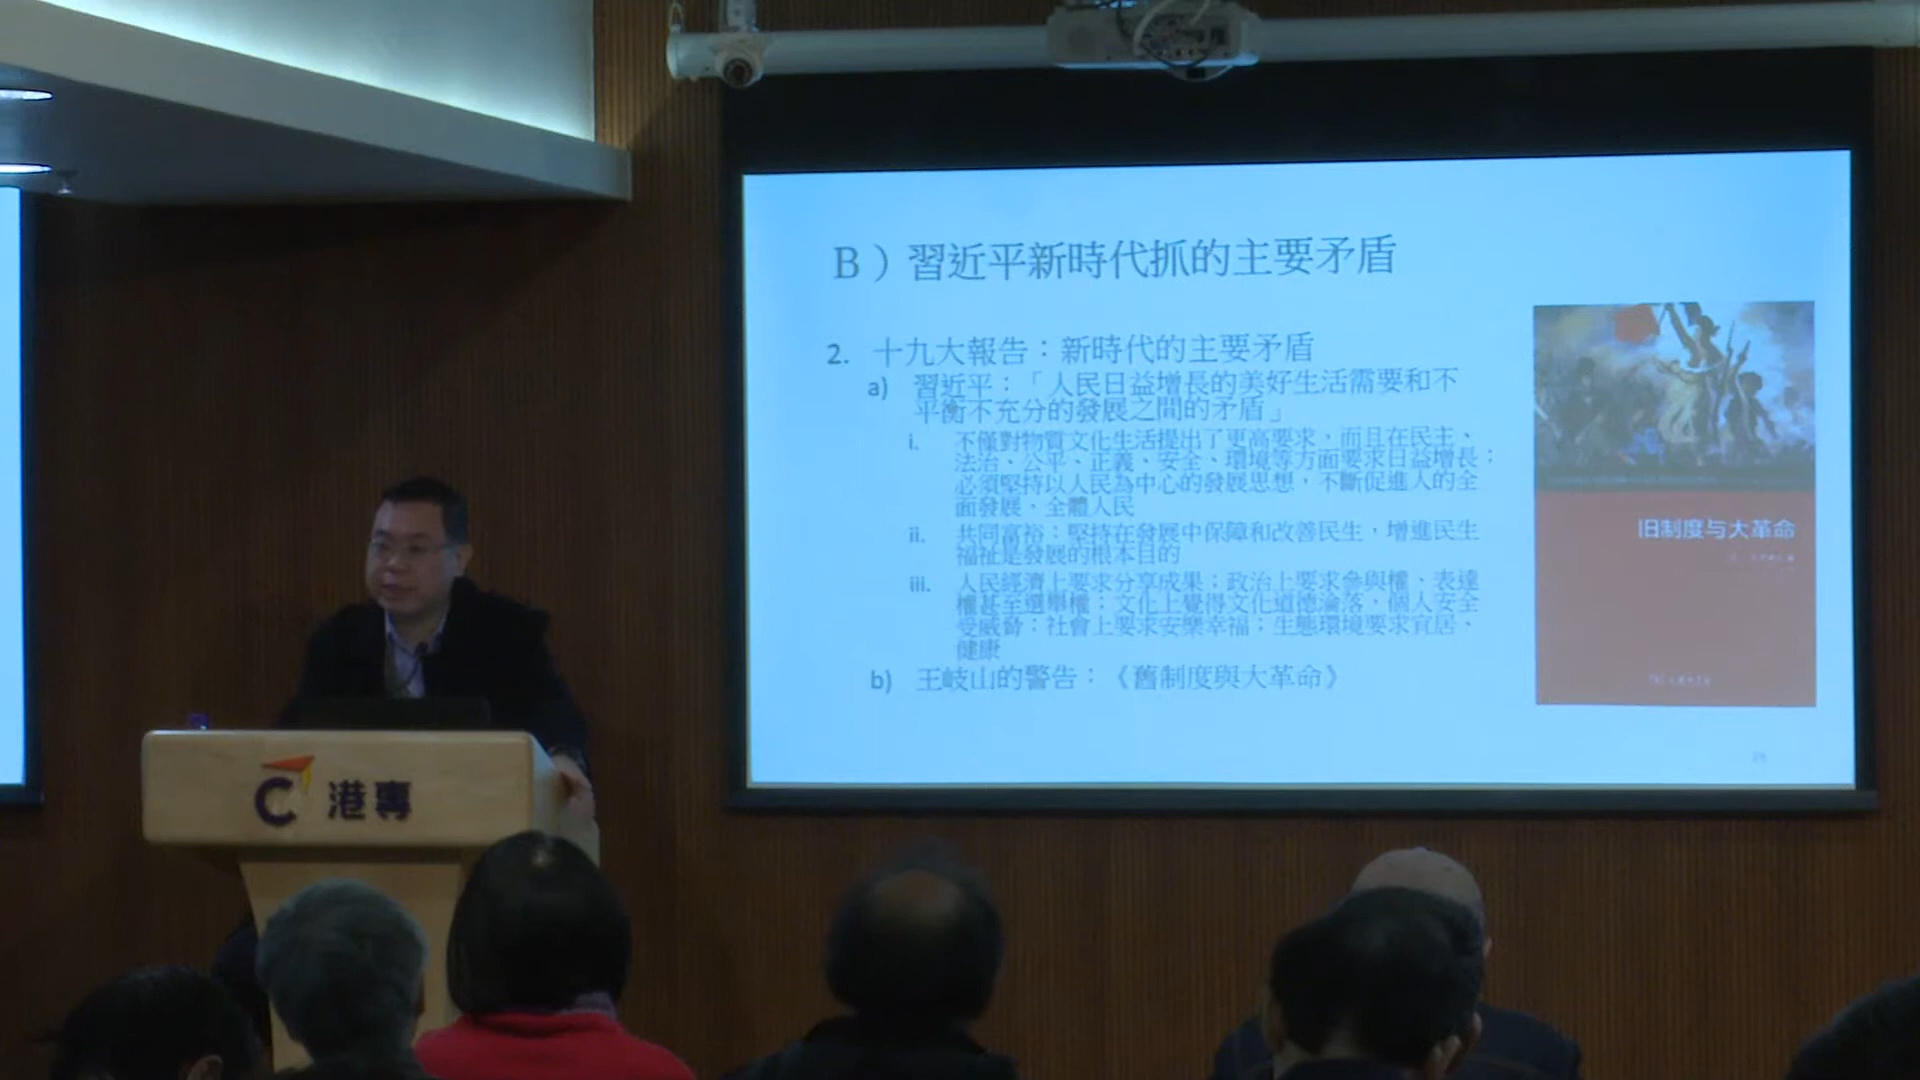 B）習近平新時代抓的主要矛盾
2. 十九大報告：新時代的主要矛盾
a) 習近平：「人民日益增長的美好生活需要和不
平衡不充分的發展之間的矛盾」
i. 不僅對物質文化生活提出了更高要求，而且在民主、
法治、公平、正義、安全、環境等方面要求日益增長；
必須堅持以人民為中心的發展思想，不斷促進人的全
面發展、全體人民
ii. 共同富裕；堅持在發展中保障和改善民生，增進民生
福祉是發展的根本目的
iii. 人民經濟上要求分享成果；政治上要求參與權、表達
權甚至選舉權；文化上覺得文化道德淪落，個人安全
受威脅；社會上要求安樂幸福；生態環境要求宜居、
健康
b) 王岐山的警告：《舊制度與大革命》
旧制度与大革命
港專